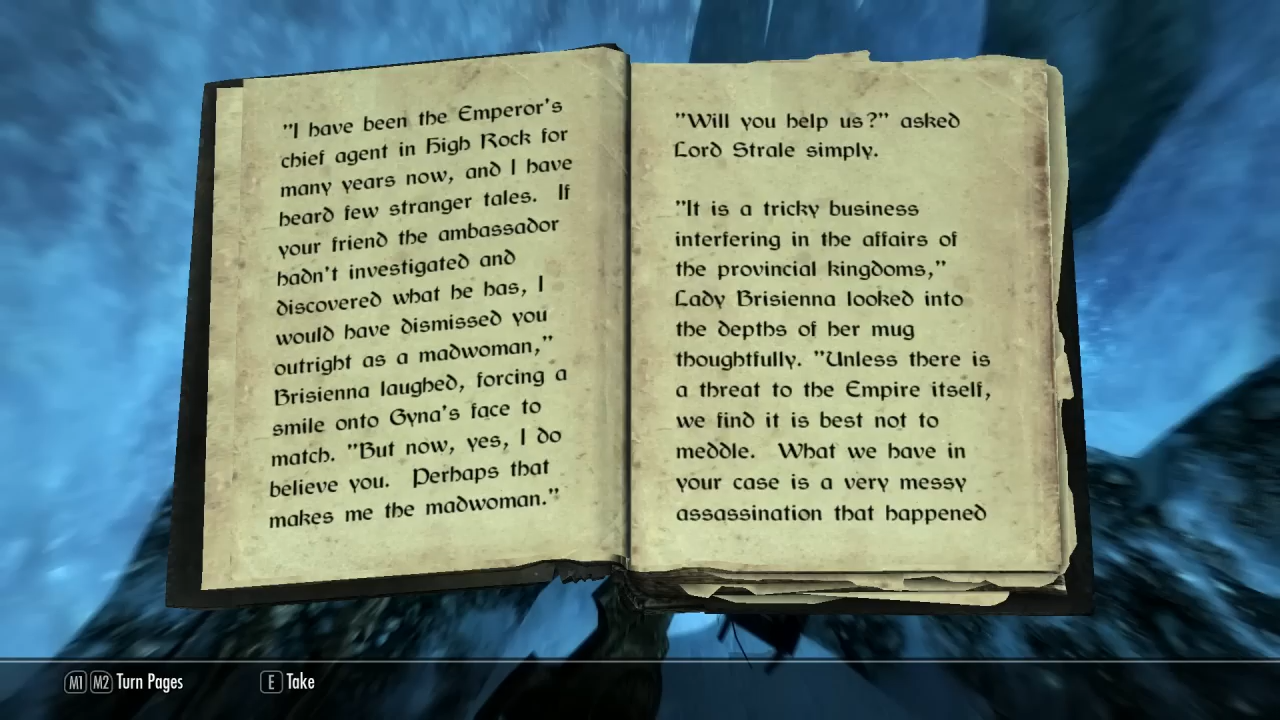 "I have been the Emperor's
chief agent in High Rock for
many years now, and I have
heard few stranger tales.  If
your friend the ambassador
hadn't investigated and
discovered what he has, I
would have dismissed you
outright as a madwoman,"
Brisienna laughed, forcing a
smile onto Gyna's face to
match. "But now, yes, I do
believe you.  Perhaps that
makes me the madwoman."
"Will you help us?" asked
Lord Strale simply.
"It is a tricky business
interfering in the affairs of
the provincial kingdoms,"
Lady Brisienna looked into
the depths of her mug
thoughtfully. "Unless there is
a threat to the Empire itself,
we find it is best not to
meddle.  What we have in
your case is a very messy
assassination that happened
M1 M2 Turn Pages
E Take